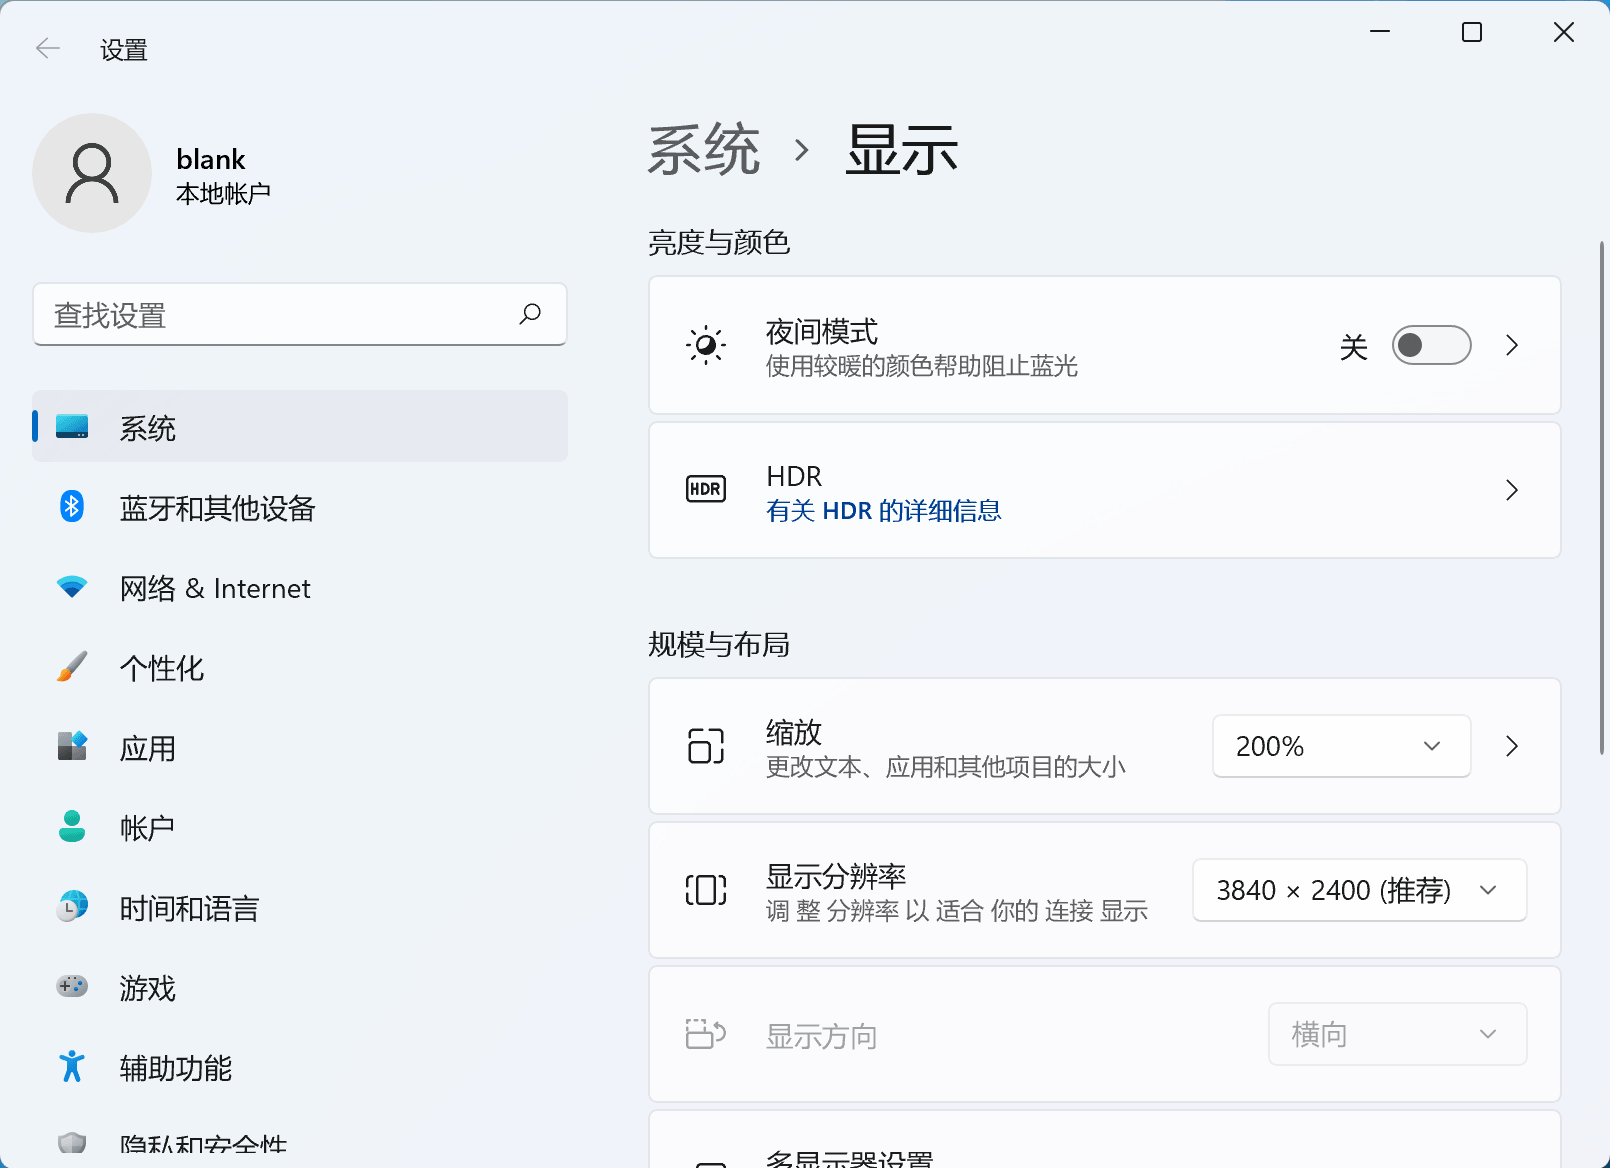 设置
blank
本地帐户
查找设置
系统
蓝牙和其他设备
网络 & Internet
个性化
应用
帐户
时间和语言
游戏
辅助功能
隐私和安全性
系统 › 显示
亮度与颜色
夜间模式
使用较暖的颜色帮助阻止蓝光
关
HDR
HDR
有关 HDR 的详细信息
规模与布局
缩放
更改文本、应用和其他项目的大小
200%
显示分辨率
调 整 分辨率 以 适合 你的 连接 显示
3840 × 2400 (推荐)
显示方向
横向
多显示器设置